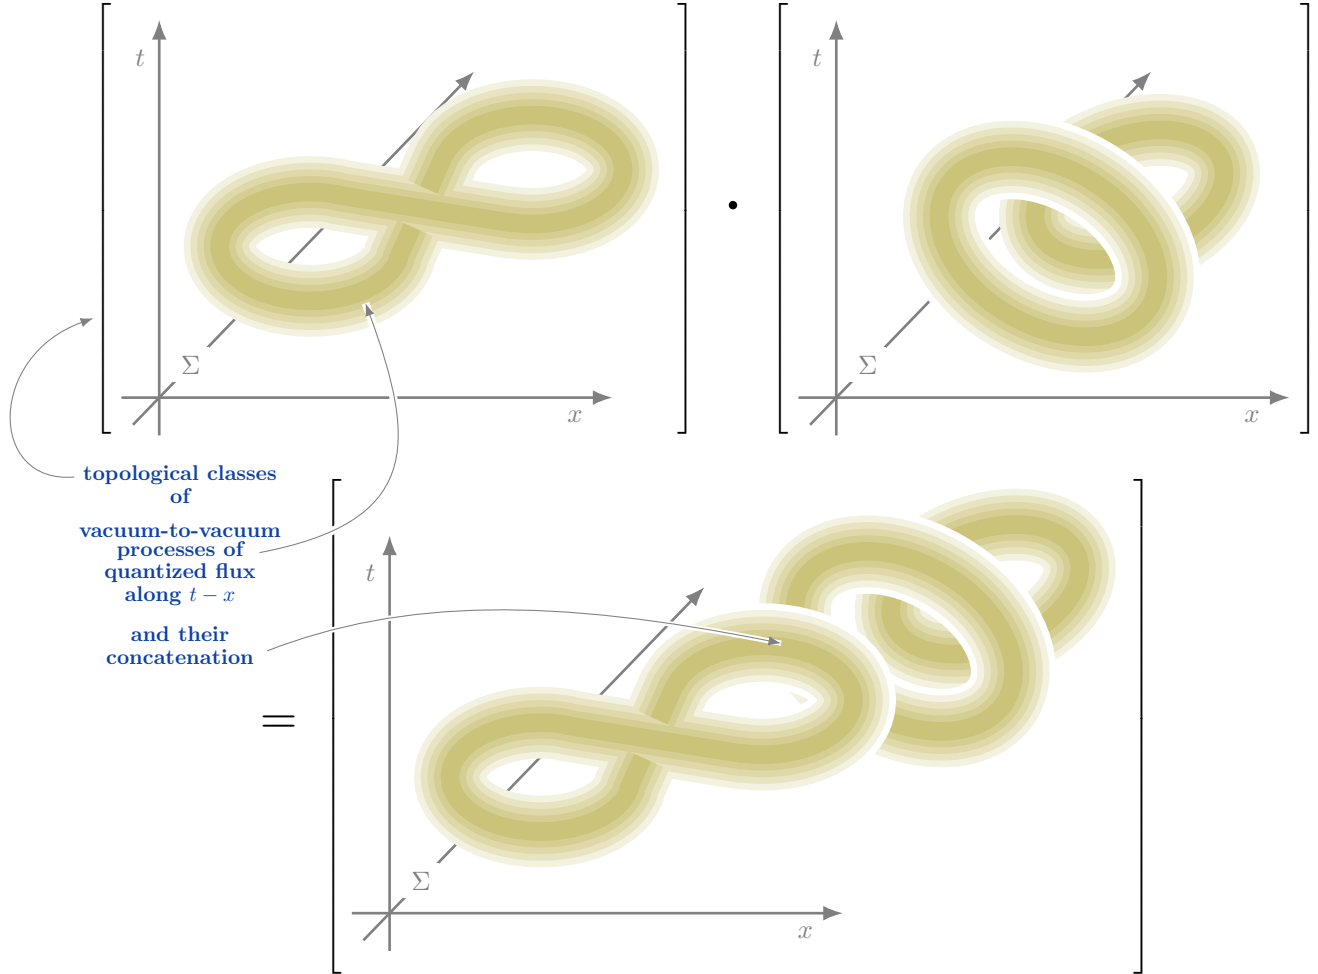 t
Σ
x
t
Σ
x
topological classes
of
vacuum-to-vacuum
processes of
quantized flux
along t − x
and their
concatenation
=
t
Σ
x